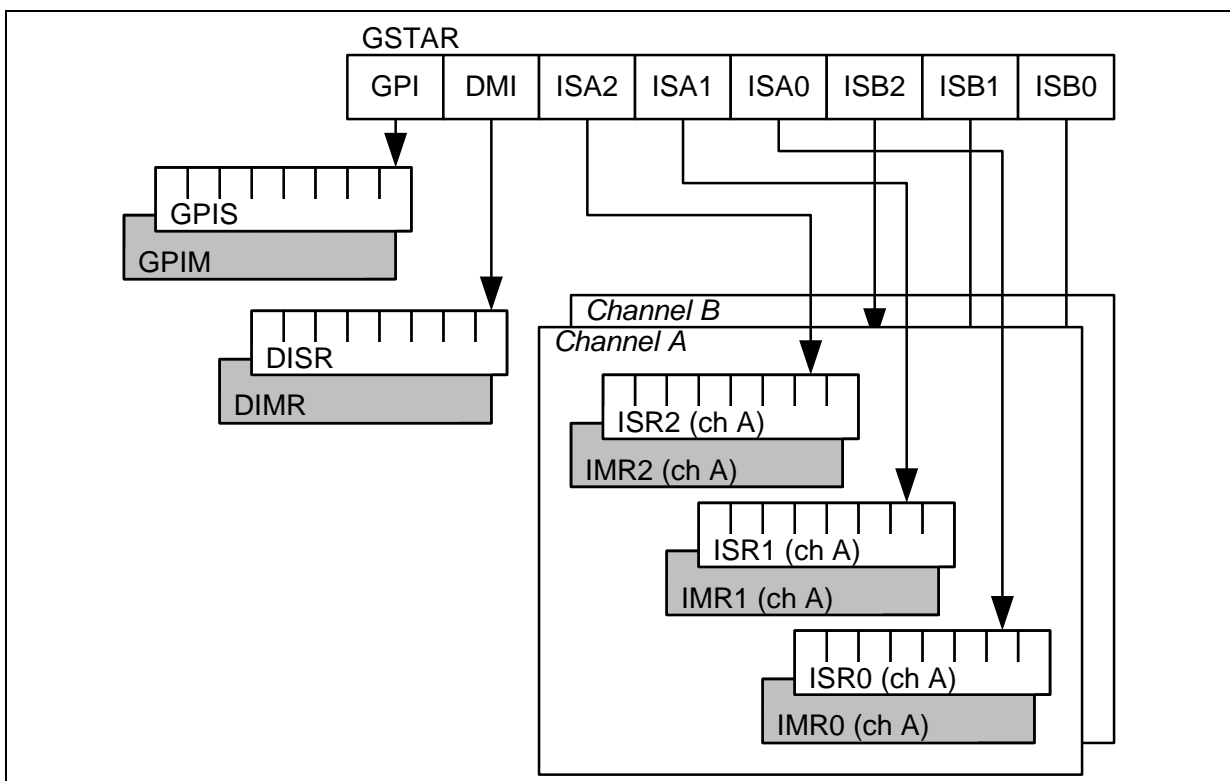 GSTAR
GPI DMI ISA2 ISA1 ISA0 ISB2 ISB1 ISB0
GPIS
GPIM
DISR
DIMR
Channel B
Channel A
ISR2 (ch A)
IMR2 (ch A)
ISR1 (ch A)
IMR1 (ch A)
ISR0 (ch A)
IMR0 (ch A)